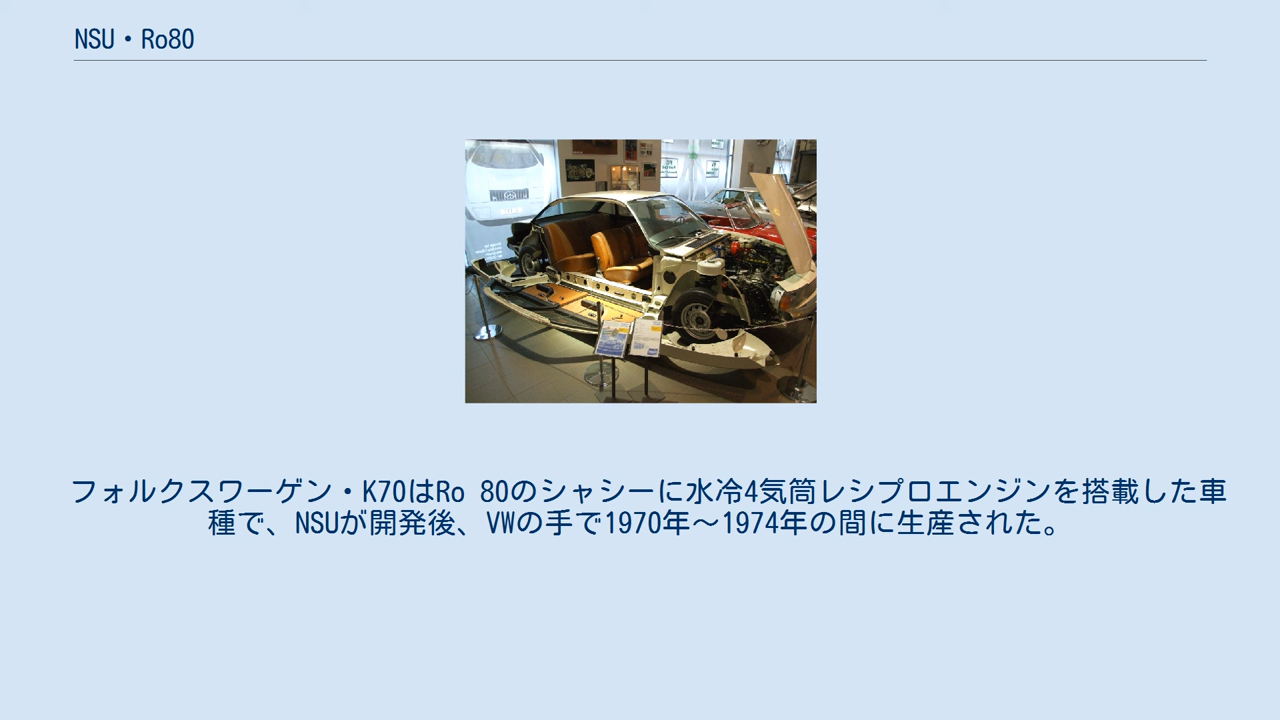 NSU・Ro80
フォルクスワーゲン・K70はRo 80のシャシーに水冷4気筒レシプロエンジンを搭載した車
種で、NSUが開発後、VWの手で1970年～1974年の間に生産された。